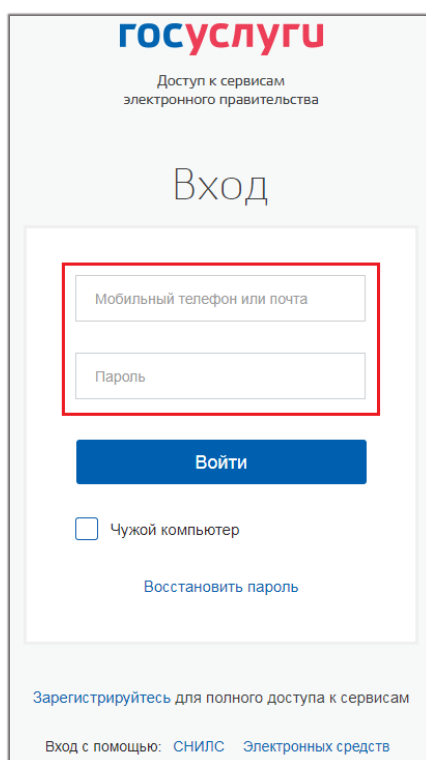 госуслуги
Доступ к сервисам
электронного правительства
Вход
Мобильный телефон или почта
Пароль
Войти
Чужой компьютер
Восстановить пароль
Зарегистрируйтесь для полного доступа к сервисам
Вход с помощью: СНИЛС Электронных средств